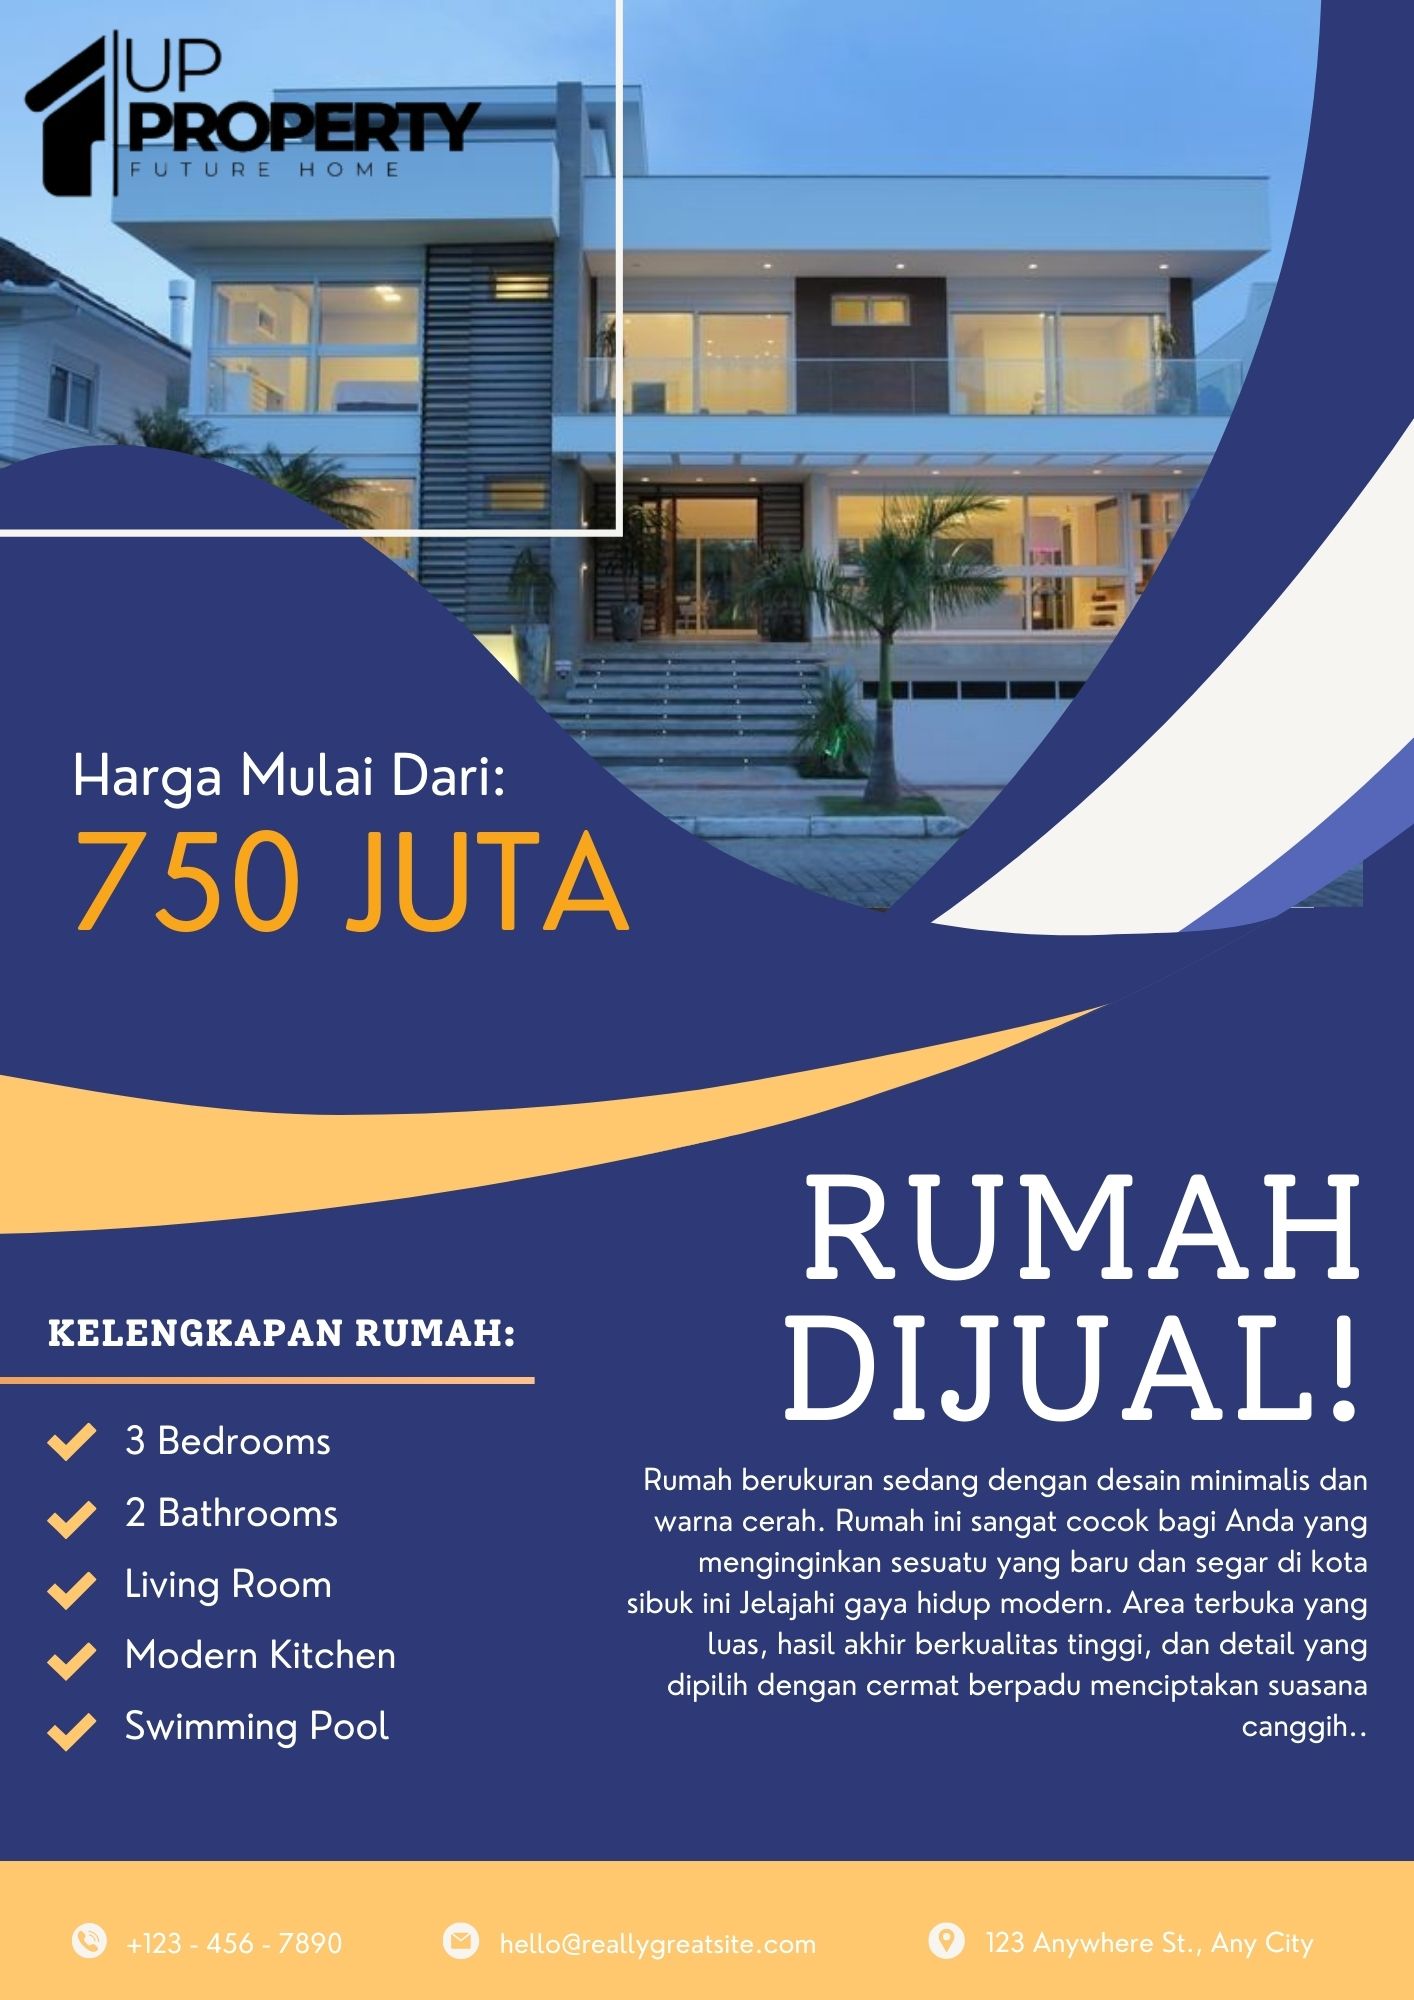 UP
PROPERTY
FUTURE HOME
Harga Mulai Dari:
750 JUTA
RUMAH
DIJUAL!
KELENGKAPAN RUMAH:
3 Bedrooms
2 Bathrooms
Living Room
Modern Kitchen
Swimming Pool
Rumah berukuran sedang dengan desain minimalis dan
warna cerah. Rumah ini sangat cocok bagi Anda yang
menginginkan sesuatu yang baru dan segar di kota
sibuk ini Jelajahi gaya hidup modern. Area terbuka yang
luas, hasil akhir berkualitas tinggi, dan detail yang
dipilih dengan cermat berpadu menciptakan suasana
canggih..
+123 - 456 - 7890
hello@reallygreatsite.com
123 Anywhere St., Any City